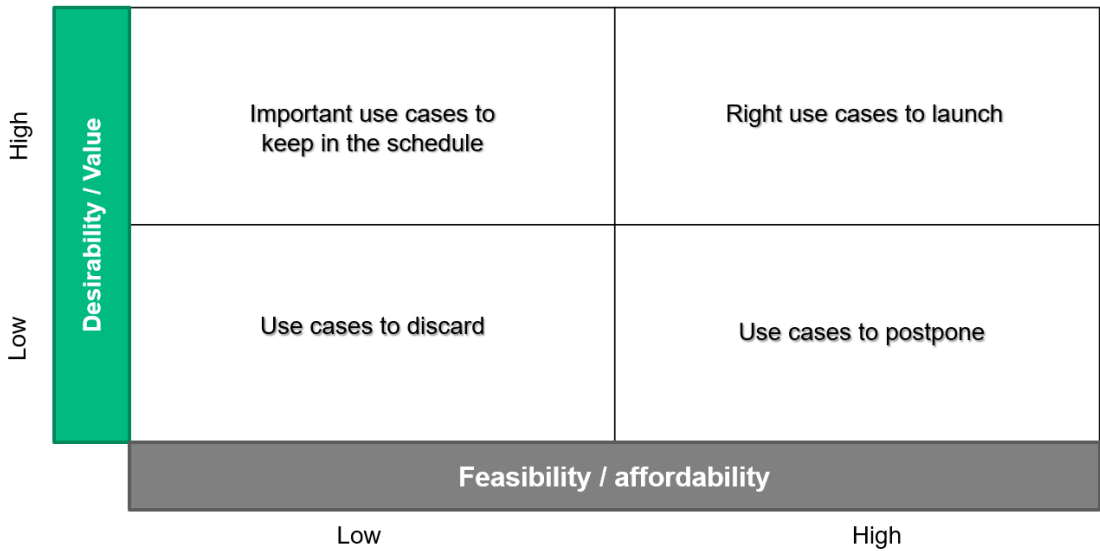 High
Desirability / Value
Important use cases to
keep in the schedule
Right use cases to launch
Low
Use cases to discard
Use cases to postpone
Feasibility / affordability
Low
High